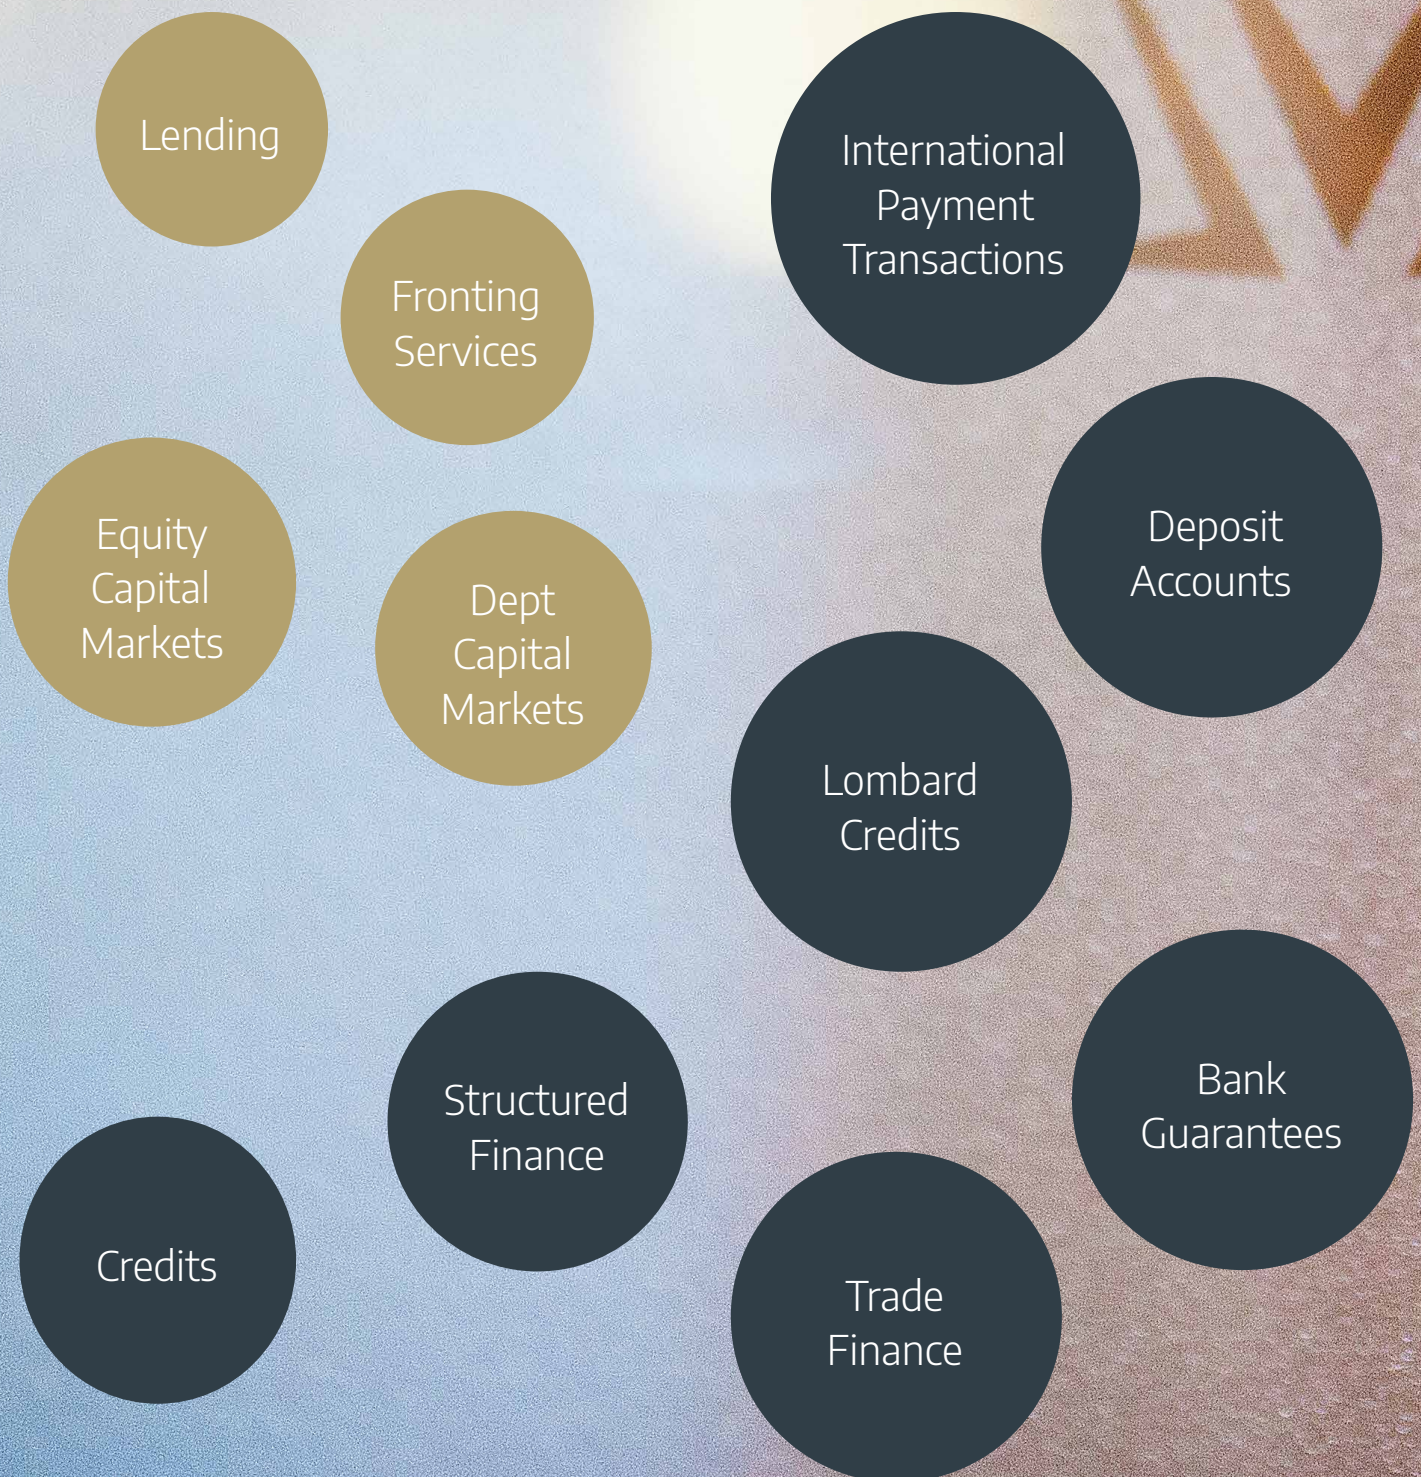 Lending
International
Payment
Transactions
Fronting
Services
Equity
Capital
Markets
Dept
Capital
Markets
Deposit
Accounts
Lombard
Credits
Structured
Finance
Bank
Guarantees
Credits
Trade
Finance